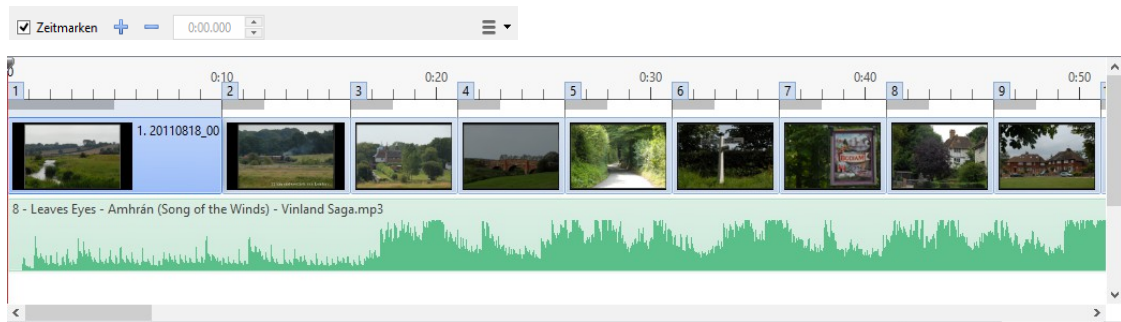 Zeitmarken 0:00.000
0 0:10 0:20 0:30 0:40 0:50
1 2 3 4 5 6 7 8 9
1. 20110818_00
8 - Leaves Eyes - Amhrán (Song of the Winds) - Vinland Saga.mp3